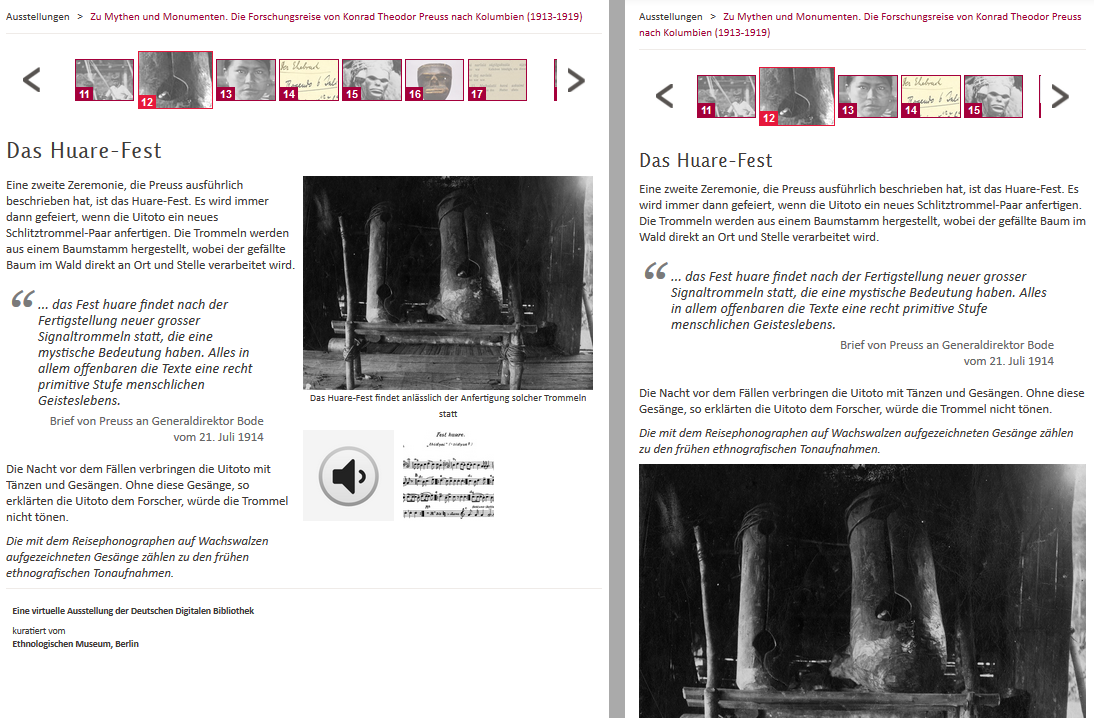 Ausstellungen > Zu Mythen und Monumenten. Die Forschungsreise von Konrad Theodor Preuss nach Kolumbien (1913-1919)
11
12
13
14
15
16
17
Das Huare-Fest
Eine zweite Zeremonie, die Preuss ausführlich
beschrieben hat, ist das Huare-Fest. Es wird immer
dann gefeiert, wenn die Uitoto ein neues
Schlitztrommel-Paar anfertigen. Die Trommeln werden
aus einem Baumstamm hergestellt, wobei der gefällte
Baum im Wald direkt an Ort und Stelle verarbeitet wird.
“ ... das Fest huare findet nach der
Fertigstellung neuer grosser
Signaltrommeln statt, die eine
mystische Bedeutung haben. Alles in
allem offenbaren die Texte eine recht
primitive Stufe menschlichen
Geisteslebens.
Brief von Preuss an Generaldirektor Bode
vom 21. Juli 1914
Die Nacht vor dem Fällen verbringen die Uitoto mit
Tänzen und Gesängen. Ohne diese Gesänge, so
erklärten die Uitoto dem Forscher, würde die Trommel
nicht tönen.
Die mit dem Reisephonographen auf Wachswalzen
aufgezeichneten Gesänge zählen zu den frühen
ethnografischen Tonaufnahmen.
Das Huare-Fest findet anlässlich der Anfertigung solcher Trommeln
statt
Fest huare.
Eine virtuelle Ausstellung der Deutschen Digitalen Bibliothek
kuratiert vom
Ethnologischen Museum, Berlin
Ausstellungen > Zu Mythen und Monumenten. Die Forschungsreise von Konrad Theodor Preuss
nach Kolumbien (1913-1919)
11
12
13
14
15
Das Huare-Fest
Eine zweite Zeremonie, die Preuss ausführlich beschrieben hat, ist das Huare-Fest. Es
wird immer dann gefeiert, wenn die Uitoto ein neues Schlitztrommel-Paar anfertigen.
Die Trommeln werden aus einem Baumstamm hergestellt, wobei der gefällte Baum im
Wald direkt an Ort und Stelle verarbeitet wird.
“ ... das Fest huare findet nach der Fertigstellung neuer grosser
Signaltrommeln statt, die eine mystische Bedeutung haben. Alles
in allem offenbaren die Texte eine recht primitive Stufe
menschlichen Geisteslebens.
Brief von Preuss an Generaldirektor Bode
vom 21. Juli 1914
Die Nacht vor dem Fällen verbringen die Uitoto mit Tänzen und Gesängen. Ohne diese
Gesänge, so erklärten die Uitoto dem Forscher, würde die Trommel nicht tönen.
Die mit dem Reisephonographen auf Wachswalzen aufgezeichneten Gesänge zählen
zu den frühen ethnografischen Tonaufnahmen.